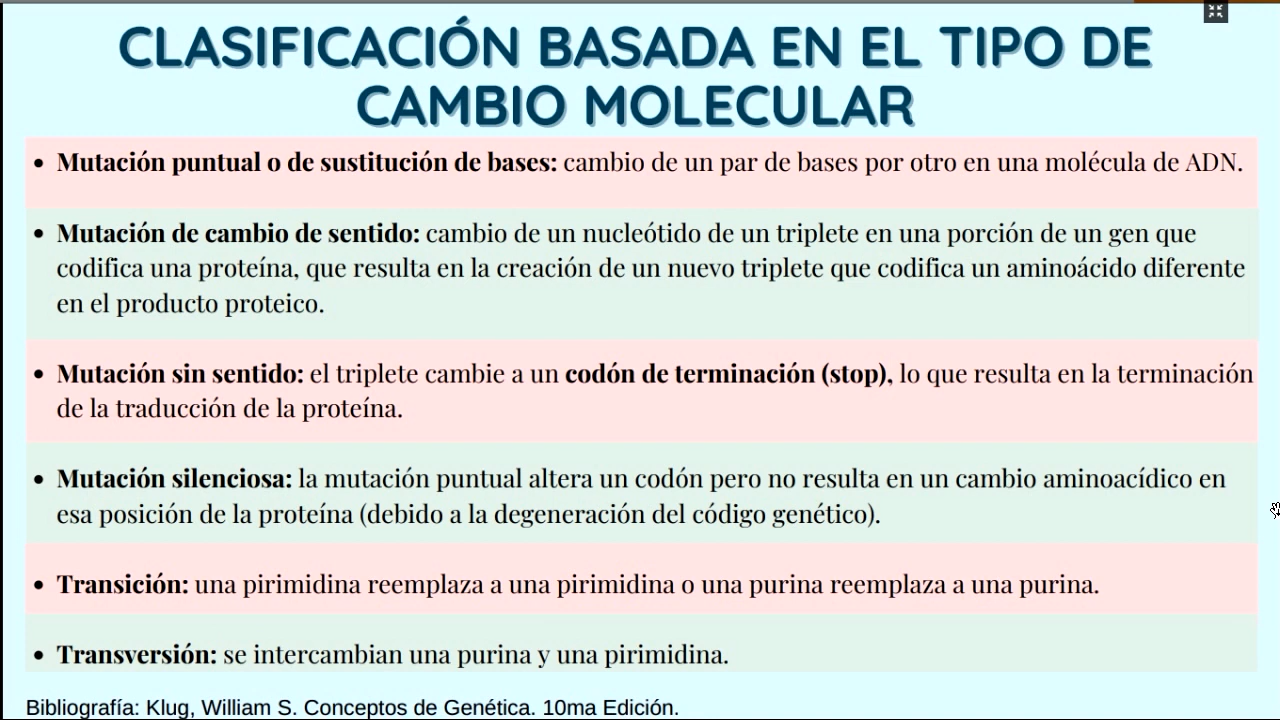 CLASIFICACIÓN BASADA EN EL TIPO DE
CAMBIO MOLECULAR
• Mutación puntual o de sustitución de bases: cambio de un par de bases por otro en una molécula de ADN.
• Mutación de cambio de sentido: cambio de un nucleótido de un triplete en una porción de un gen que
codifica una proteína, que resulta en la creación de un nuevo triplete que codifica un aminoácido diferente
en el producto proteico.
• Mutación sin sentido: el triplete cambie a un codón de terminación (stop), lo que resulta en la terminación
de la traducción de la proteína.
• Mutación silenciosa: la mutación puntual altera un codón pero no resulta en un cambio aminoacídico en
esa posición de la proteína (debido a la degeneración del código genético).
• Transición: una pirimidina reemplaza a una pirimidina o una purina reemplaza a una purina.
• Transversión: se intercambian una purina y una pirimidina.
Bibliografía: Klug, William S. Conceptos de Genética. 10ma Edición.